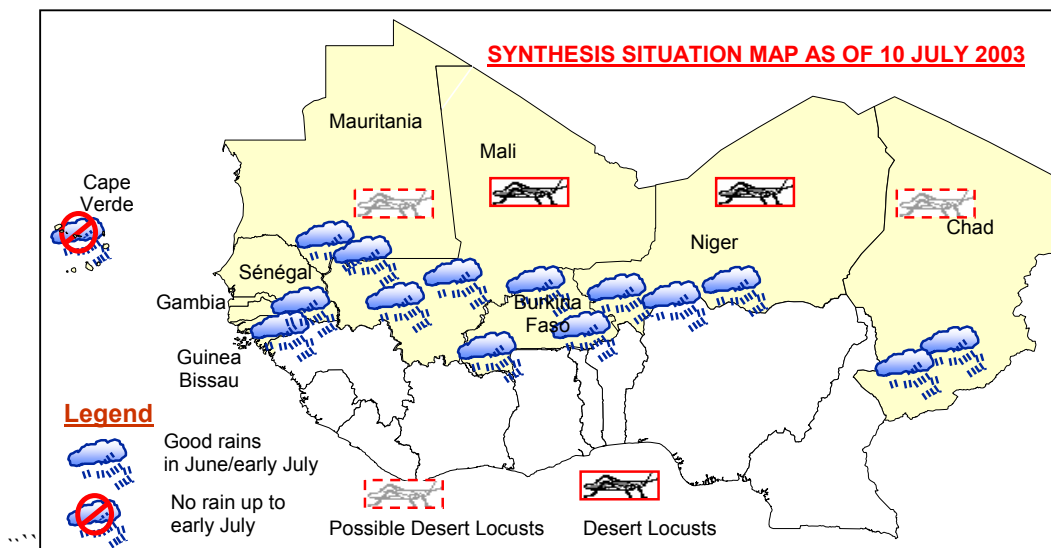 SYNTHESIS SITUATION MAP AS OF 10 JULY 2003
Mauritania
Mali
Cape
Verde
Niger
Chad
Sénégal
Gambia
Burkina
Faso
Guinea
Bissau
Legend
Good rains
in June/early July
No rain up to
early July
Possible Desert Locusts
Desert Locusts